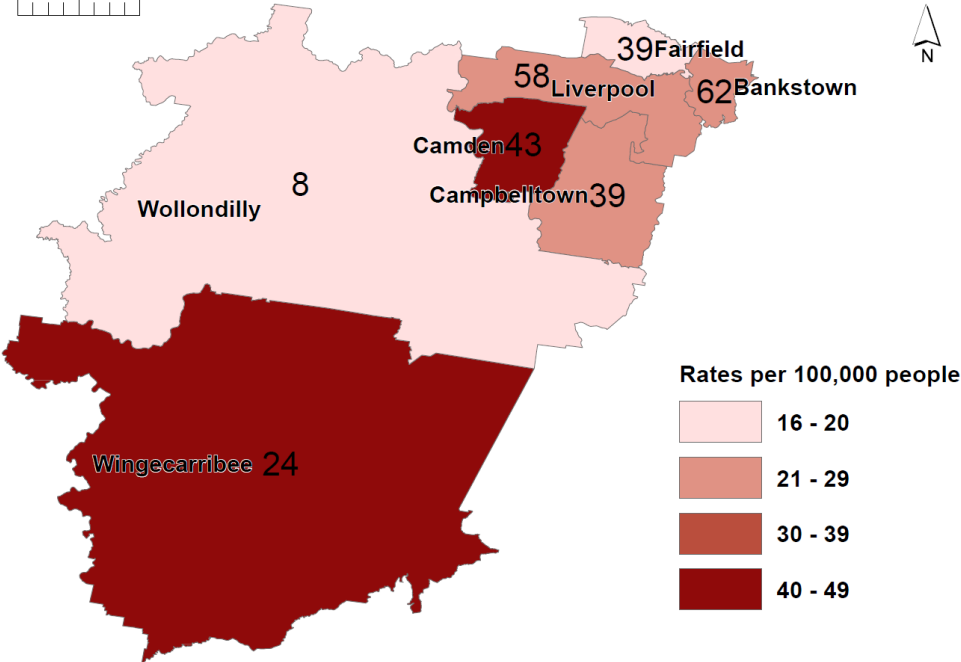 39 Fairfield
N
58
Liverpool
62 Bankstown
Camden 43
8
Campbelltown 39
Wollondilly
Rates per 100,000 people
16 - 20
21 - 29
30 - 39
40 - 49
Wingecarribee 24